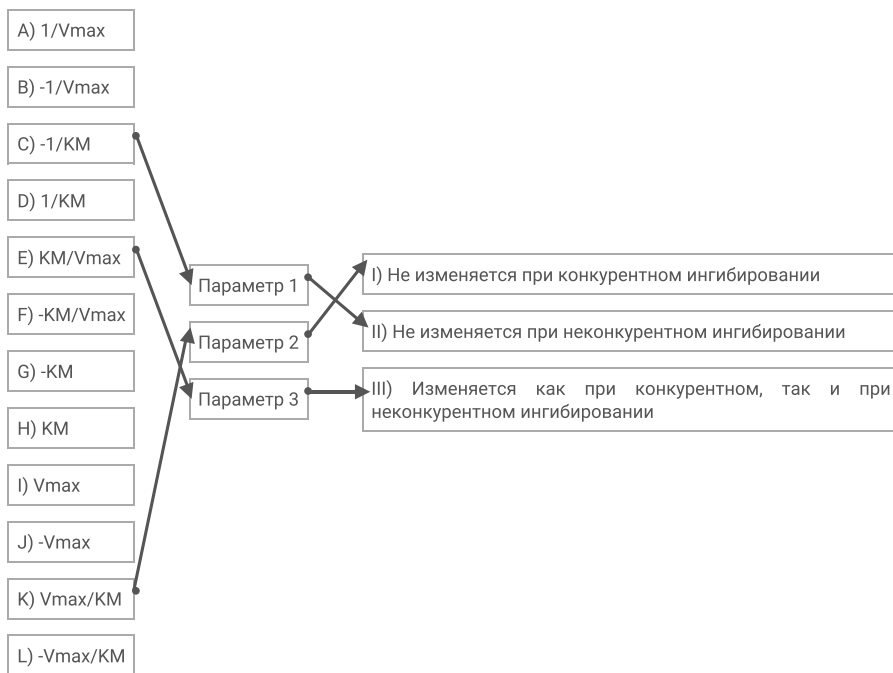 A) 1/Vmax
B) -1/Vmax
C) -1/KM
D) 1/KM
E) KM/Vmax
F) -KM/Vmax
G) -KM
H) KM
I) Vmax
J) -Vmax
K) Vmax/KM
L) -Vmax/KM
Параметр 1
Параметр 2
Параметр 3
I) Не изменяется при конкурентном ингибировании
II) Не изменяется при неконкурентном ингибировании
III) Изменяется как при конкурентном, так и при
неконкурентном ингибировании